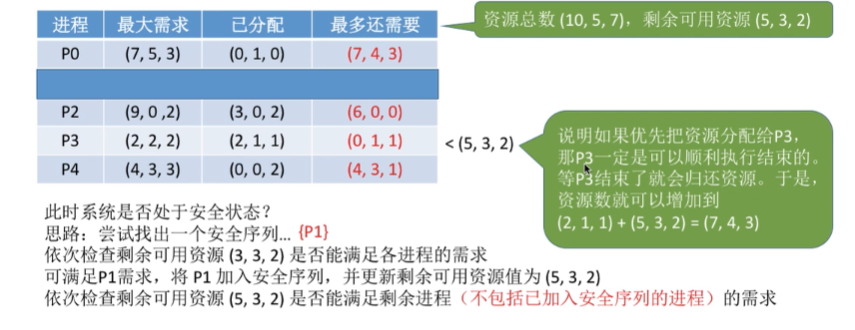 进程 最大需求 已分配 最多还需要
资源总数 (10, 5, 7)，剩余可用资源 (5, 3, 2)
P0 (7, 5, 3) (0, 1, 0) (7, 4, 3)
P2 (9, 0 ,2) (3, 0, 2) (6, 0, 0)
P3 (2, 2, 2) (2, 1, 1) (0, 1, 1)
P4 (4, 3, 3) (0, 0, 2) (4, 3, 1)
< (5, 3, 2)
说明如果优先把资源分配给P3，
那P3一定是可以顺利执行结束的。
等P3结束了就会归还资源。于是，
资源数就可以增加到
(2, 1, 1) + (5, 3, 2) = (7, 4, 3)
此时系统是否处于安全状态？
思路：尝试找出一个安全序列... {P1}
依次检查剩余可用资源 (3, 3, 2) 是否能满足各进程的需求
可满足P1需求，将 P1 加入安全序列，并更新剩余可用资源值为 (5, 3, 2)
依次检查剩余可用资源 (5, 3, 2) 是否能满足剩余进程（不包括已加入安全序列的进程）的需求